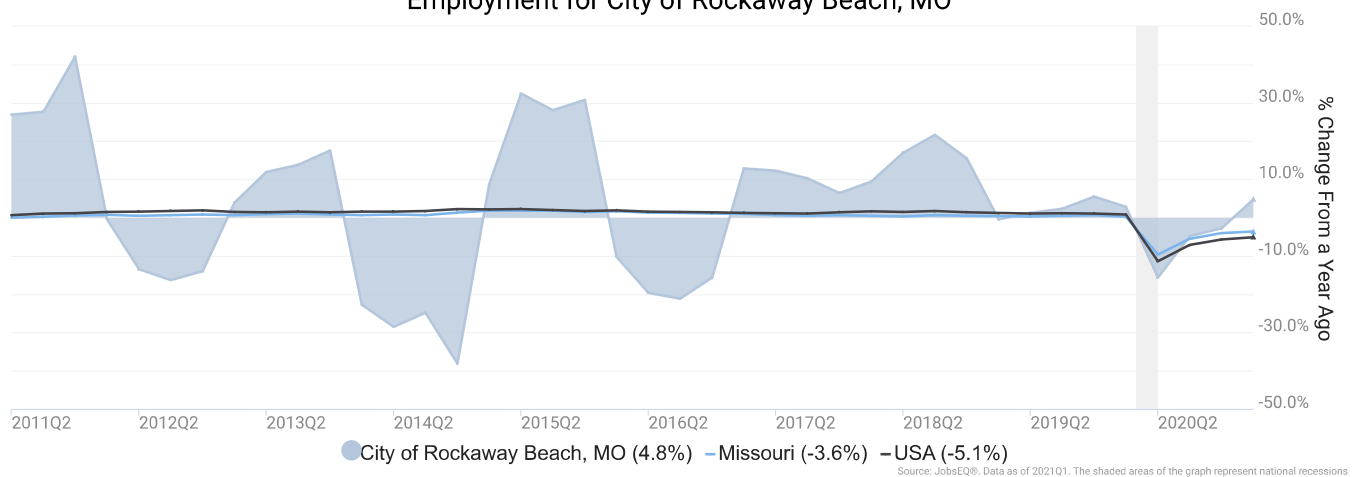 Employment for City of Rockaway Beach, MO
50.0%
30.0%
10.0%
-10.0%
-30.0%
-50.0%
% Change From a Year Ago
2011Q2 2012Q2 2013Q2 2014Q2 2015Q2 2016Q2 2017Q2 2018Q2 2019Q2 2020Q2
City of Rockaway Beach, MO (4.8%) Missouri (-3.6%) USA (-5.1%)
Source: JobsEQ®. Data as of 2021Q1. The shaded areas of the graph represent national recessions